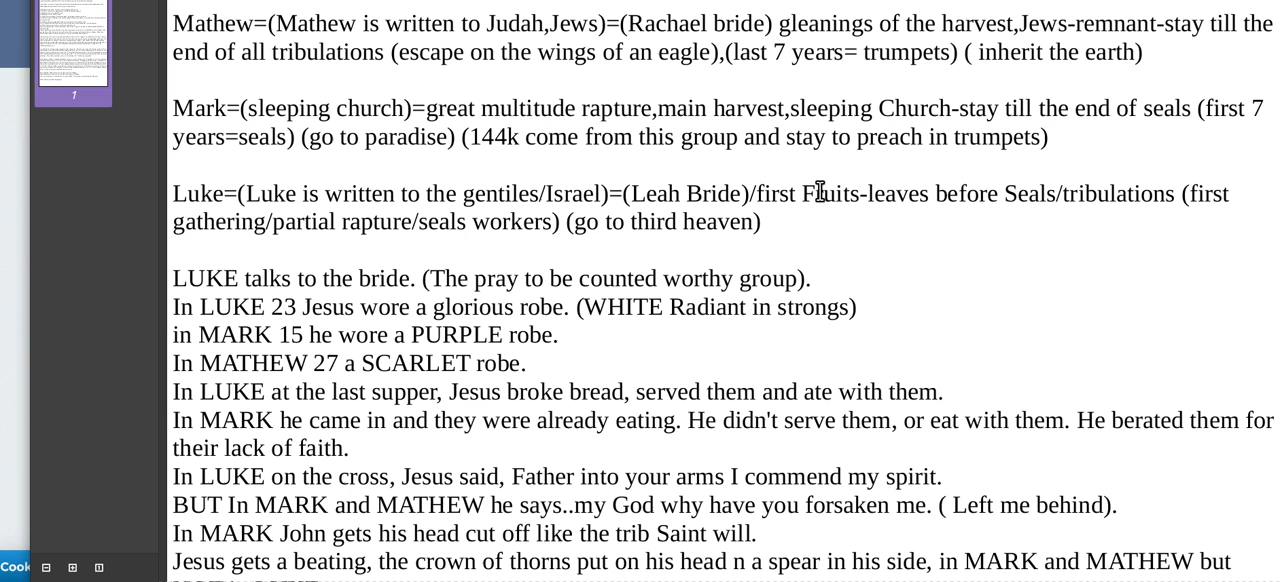 Mathew=(Mathew is written to Judah,Jews)=(Rachael bride) gleanings of the harvest,Jews-remnant-stay till the
end of all tribulations (escape on the wings of an eagle),(last 7 years= trumpets) ( inherit the earth)
Mark=(sleeping church)=great multitude rapture,main harvest,sleeping Church-stay till the end of seals (first 7
years=seals) (go to paradise) (144k come from this group and stay to preach in trumpets)
Luke=(Luke is written to the gentiles/Israel)=(Leah Bride)/first Fruits-leaves before Seals/tribulations (first
gathering/partial rapture/seals workers) (go to third heaven)
LUKE talks to the bride. (The pray to be counted worthy group).
In LUKE 23 Jesus wore a glorious robe. (WHITE Radiant in strongs)
in MARK 15 he wore a PURPLE robe.
In MATHEW 27 a SCARLET robe.
In LUKE at the last supper, Jesus broke bread, served them and ate with them.
In MARK he came in and they were already eating. He didn't serve them, or eat with them. He berated them for
their lack of faith.
In LUKE on the cross, Jesus said, Father into your arms I commend my spirit.
BUT In MARK and MATHEW he says..my God why have you forsaken me. ( Left me behind).
In MARK John gets his head cut off like the trib Saint will.
Jesus gets a beating, the crown of thorns put on his head n a spear in his side, in MARK and MATHEW but
1
Cook